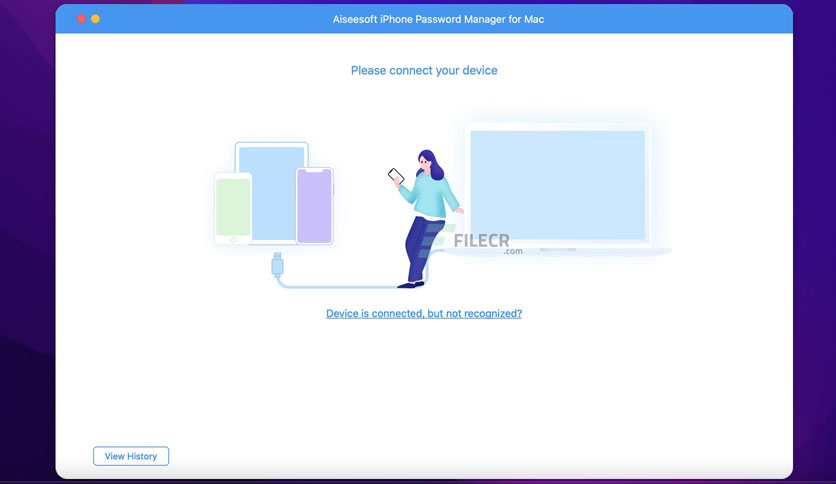 Aiseesoft iPhone Password Manager for Mac
Please connect your device
FILECR
.com
Device is connected, but not recognized?
View History